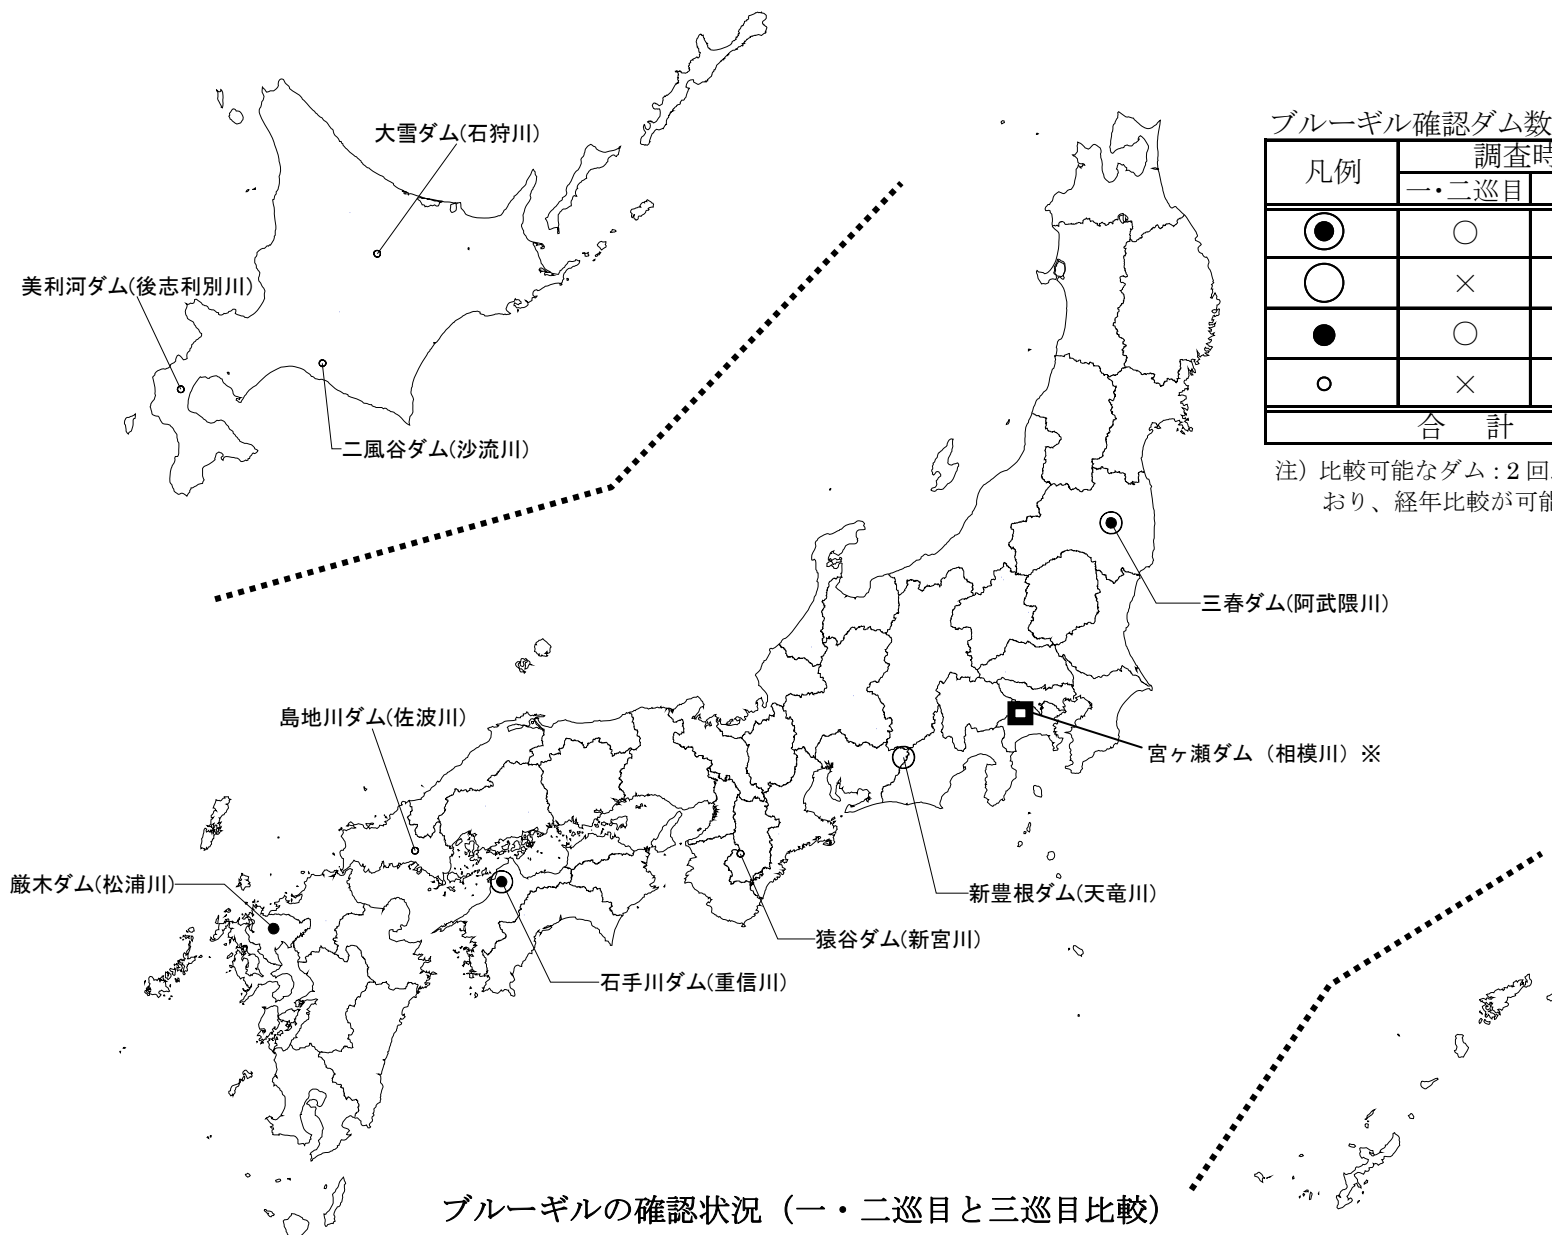 大雪ダム(石狩川)
美利河ダム(後志利別川)
二風谷ダム(沙流川)
ブルーギル確認ダム数
凡例
調査時
一・二巡目
○
×
○
×
合 計
注）比較可能なダム：2回
おり、経年比較が可能
三春ダム(阿武隈川)
島地川ダム(佐波川)
宮ヶ瀬ダム（相模川）※
厳木ダム(松浦川)
新豊根ダム(天竜川)
猿谷ダム(新宮川)
石手川ダム(重信川)
ブルーギルの確認状況（一・二巡目と三巡目比較）